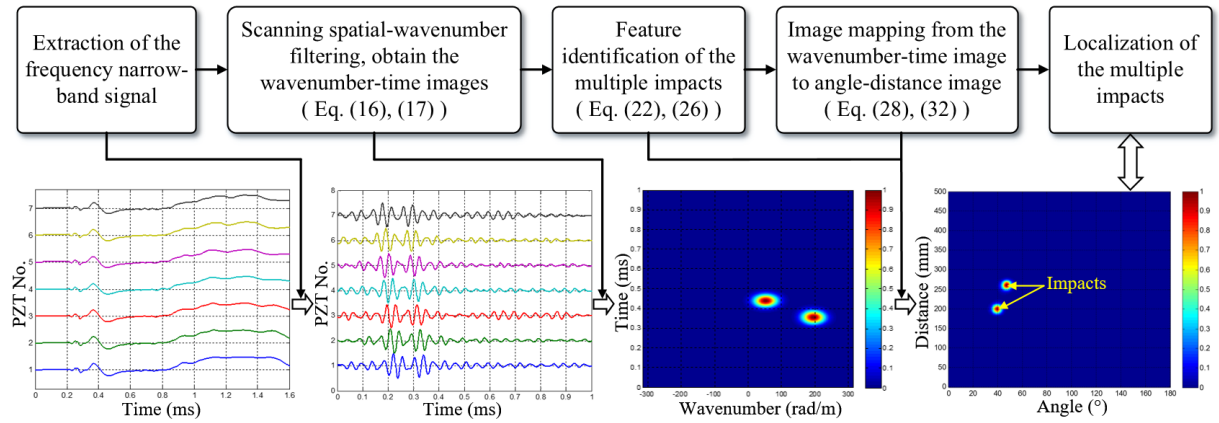 Extraction of the
frequency narrow-
band signal
Scanning spatial-wavenumber
filtering, obtain the
wavenumber-time images
( Eq. (16), (17) )
Feature
identification of the
multiple impacts
( Eq. (22), (26) )
Image mapping from the
wavenumber-time image
to angle-distance image
( Eq. (28), (32) )
Localization of
the multiple
impacts
PZT No.
7
6
5
4
3
2
1
0 0.2 0.4 0.6 0.8 1 1.2 1.4 1.6
Time (ms)
PZT No.
8
7
6
5
4
3
2
1
0
0 0.1 0.2 0.3 0.4 0.5 0.6 0.7 0.8 0.9 1
Time (ms)
Time (ms)
1
0.9
0.8
0.7
0.6
0.5
0.4
0.3
0.2
0.1
0
-300 -200 -100 0 100 200 300
Wavenumber (rad/m)
1
0.9
0.8
0.7
0.6
0.5
0.4
0.3
0.2
0.1
0
Distance (mm)
500
450
400
350
300
250
200
150
100
50
0
0 20 40 60 80 100 120 140 160 180
Angle (°)
Impacts
1
0.9
0.8
0.7
0.6
0.5
0.4
0.3
0.2
0.1
0